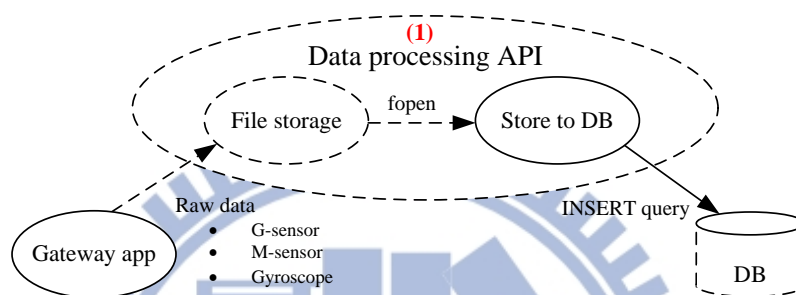 (1)
Data processing API
File storage
fopen
Store to DB
Raw data
INSERT query
Gateway app
• G-sensor
• M-sensor
• Gyroscope
DB